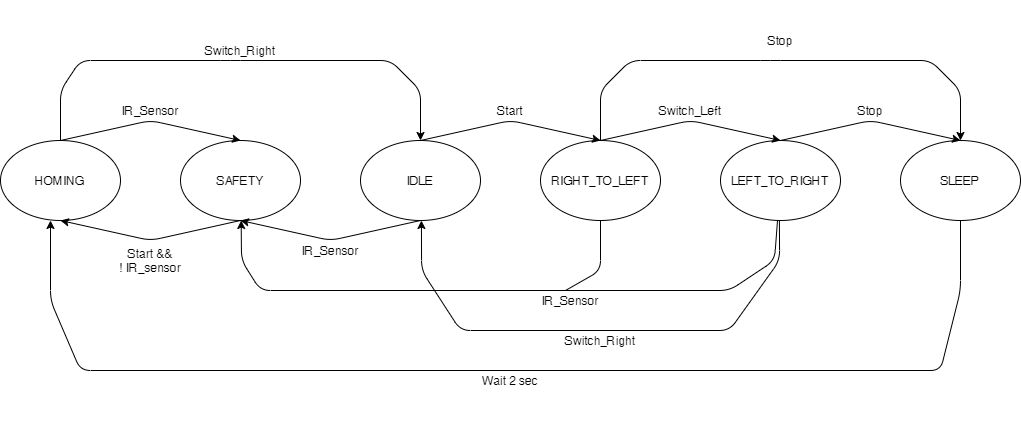 Stop
Switch_Right
IR_Sensor
Start
Switch_Left
Stop
HOMING
SAFETY
IDLE
RIGHT_TO_LEFT
LEFT_TO_RIGHT
SLEEP
Start &&
! IR_sensor
IR_Sensor
IR_Sensor
Switch_Right
Wait 2 sec